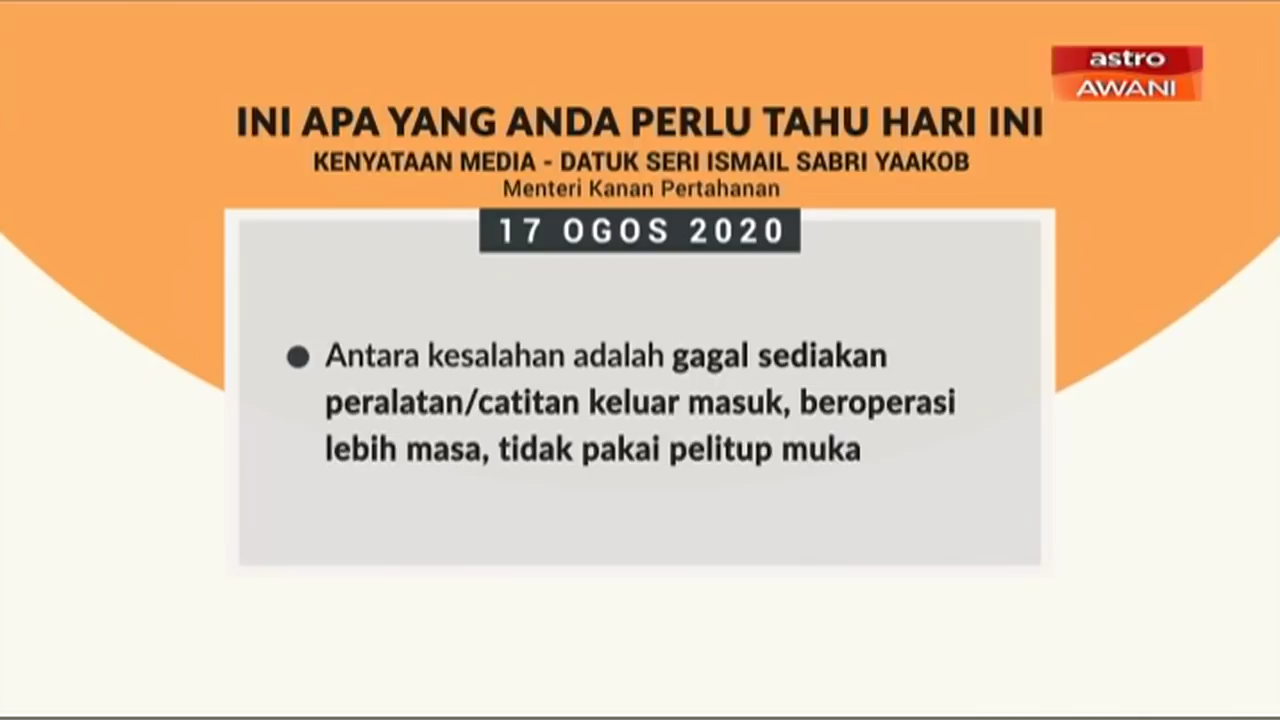 astro
AWANI
INI APA YANG ANDA PERLU TAHU HARI INI
KENYATAAN MEDIA - DATUK SERI ISMAIL SABRI YAAKOB
Menteri Kanan Pertahanan
17 OGOS 2020
● Antara kesalahan adalah gagal sediakan
peralatan/catitan keluar masuk, beroperasi
lebih masa, tidak pakai pelitup muka